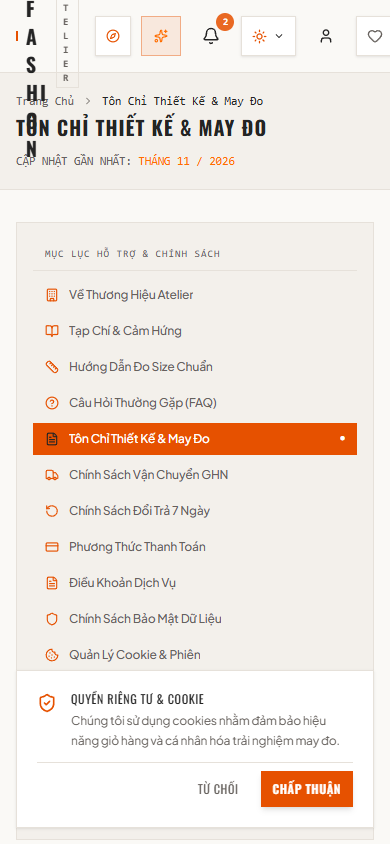 FASHION
TELIER
2
Trang Chủ > Tôn Chỉ Thiết Kế & May Đo
TÔN CHỈ THIẾT KẾ & MAY ĐO
CẬP NHẬT GẦN NHẤT: THÁNG 11 / 2026
MỤC LỤC HỖ TRỢ & CHÍNH SÁCH
Về Thương Hiệu Atelier
Tạp Chí & Cảm Hứng
Hướng Dẫn Đo Size Chuẩn
Câu Hỏi Thường Gặp (FAQ)
Tôn Chỉ Thiết Kế & May Đo
Chính Sách Vận Chuyển GHN
Chính Sách Đổi Trả 7 Ngày
Phương Thức Thanh Toán
Điều Khoản Dịch Vụ
Chính Sách Bảo Mật Dữ Liệu
Quản Lý Cookie & Phiên
QUYỀN RIÊNG TƯ & COOKIE
Chúng tôi sử dụng cookies nhằm đảm bảo hiệu
năng giỏ hàng và cá nhân hóa trải nghiệm may đo.
TỪ CHỐI
CHẤP THUẬN